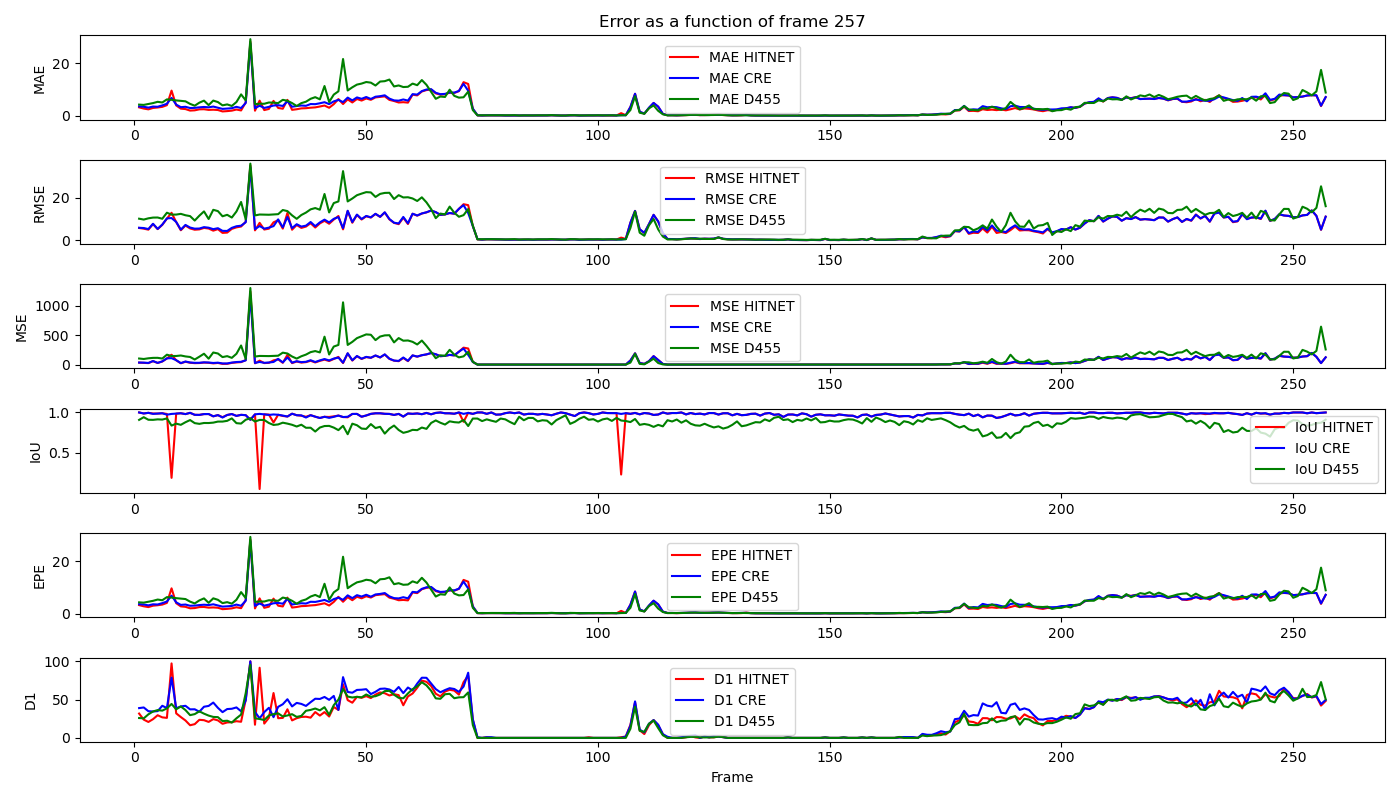 Error as a function of frame 257
MAE
20
0
MAE HITNET
MAE CRE
MAE D455
0 50 100 150 200 250
RMSE
20
0
RMSE HITNET
RMSE CRE
RMSE D455
0 50 100 150 200 250
MSE
1000
500
0
MSE HITNET
MSE CRE
MSE D455
0 50 100 150 200 250
IoU
1.0
0.5
IoU HITNET
IoU CRE
IoU D455
0 50 100 150 200 250
EPE
20
0
EPE HITNET
EPE CRE
EPE D455
0 50 100 150 200 250
D1
100
50
0
D1 HITNET
D1 CRE
D1 D455
0 50 100 150 200 250
Frame